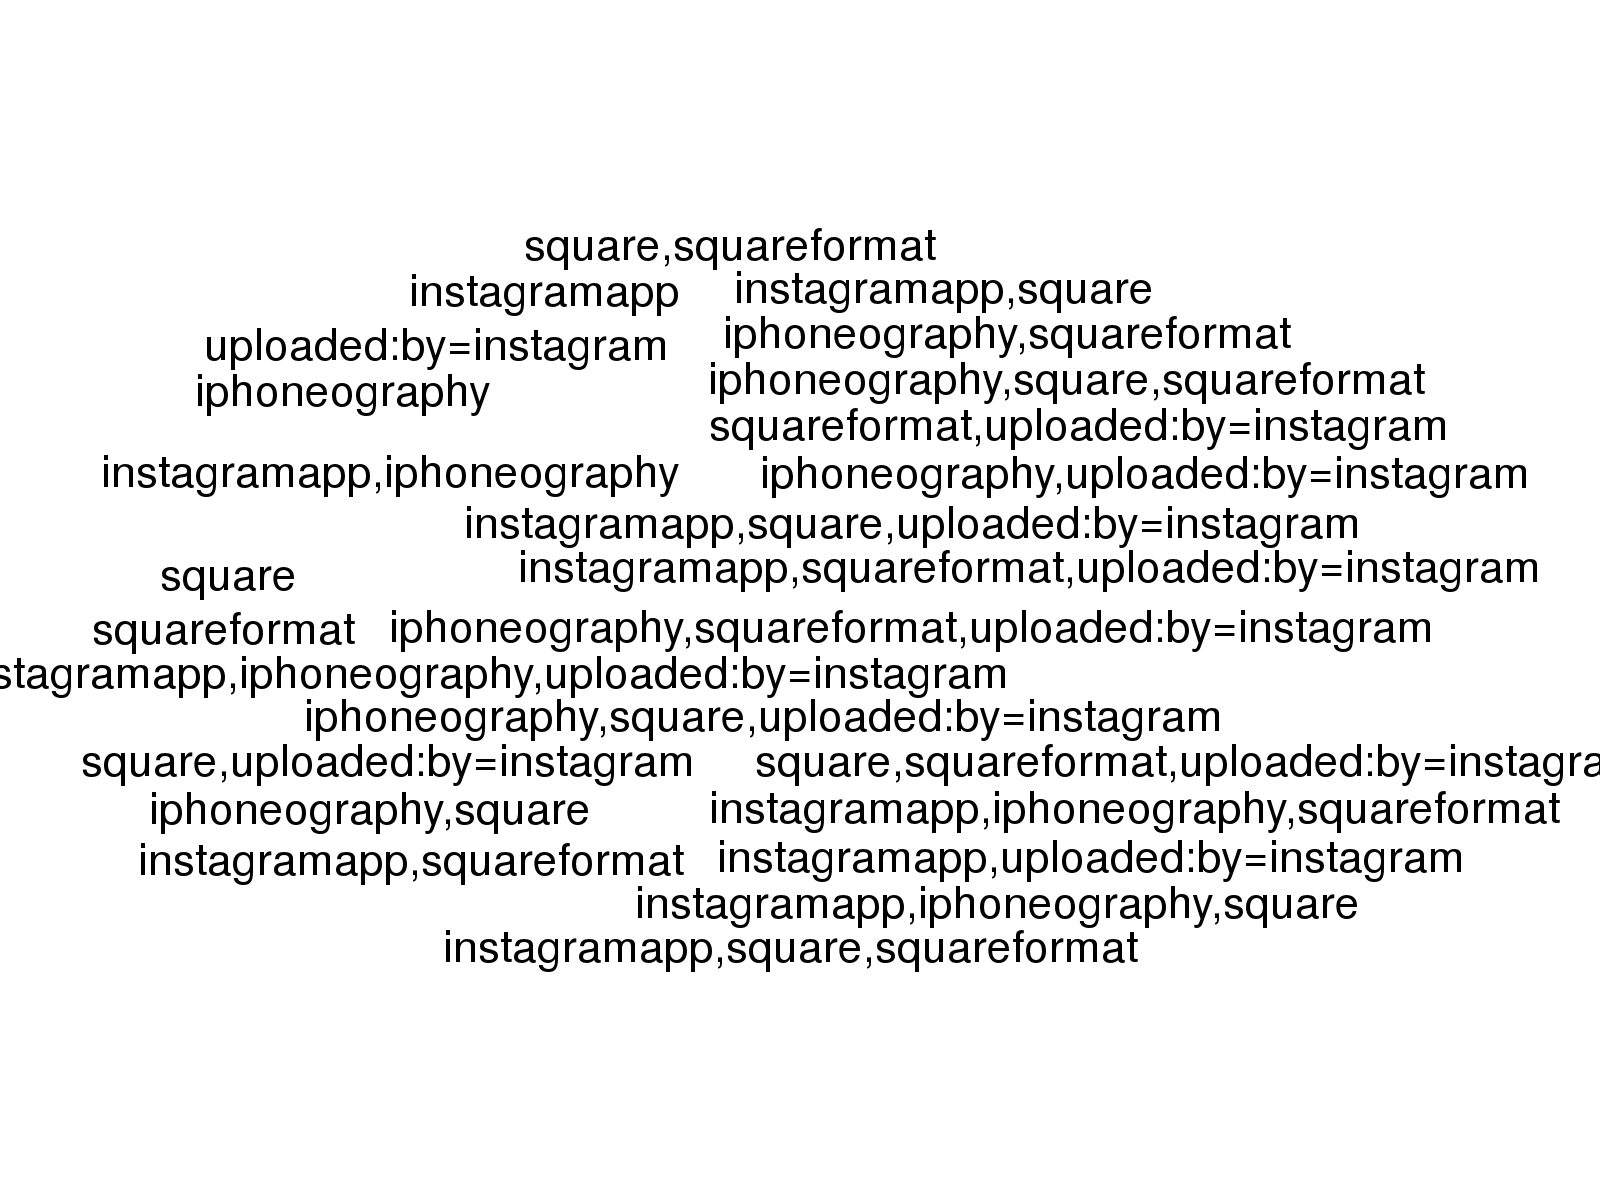 square,squareformat
instagramapp instagramapp,square
iphoneography,squareformat
uploaded:by=instagram
iphoneography,square,squareformat
iphoneography
squareformat,uploaded:by=instagram
instagramapp,iphoneography iphoneography,uploaded:by=instagram
instagramapp,square,uploaded:by=instagram
instagramapp,squareformat,uploaded:by=instagram
square
squareformat iphoneography,squareformat,uploaded:by=instagram
stagramapp,iphoneography,uploaded:by=instagram
iphoneography,square,uploaded:by=instagram
square,uploaded:by=instagram square,squareformat,uploaded:by=instagra
iphoneography,square instagramapp,iphoneography,squareformat
instagramapp,squareformat instagramapp,uploaded:by=instagram
instagramapp,iphoneography,square
instagramapp,square,squareformat